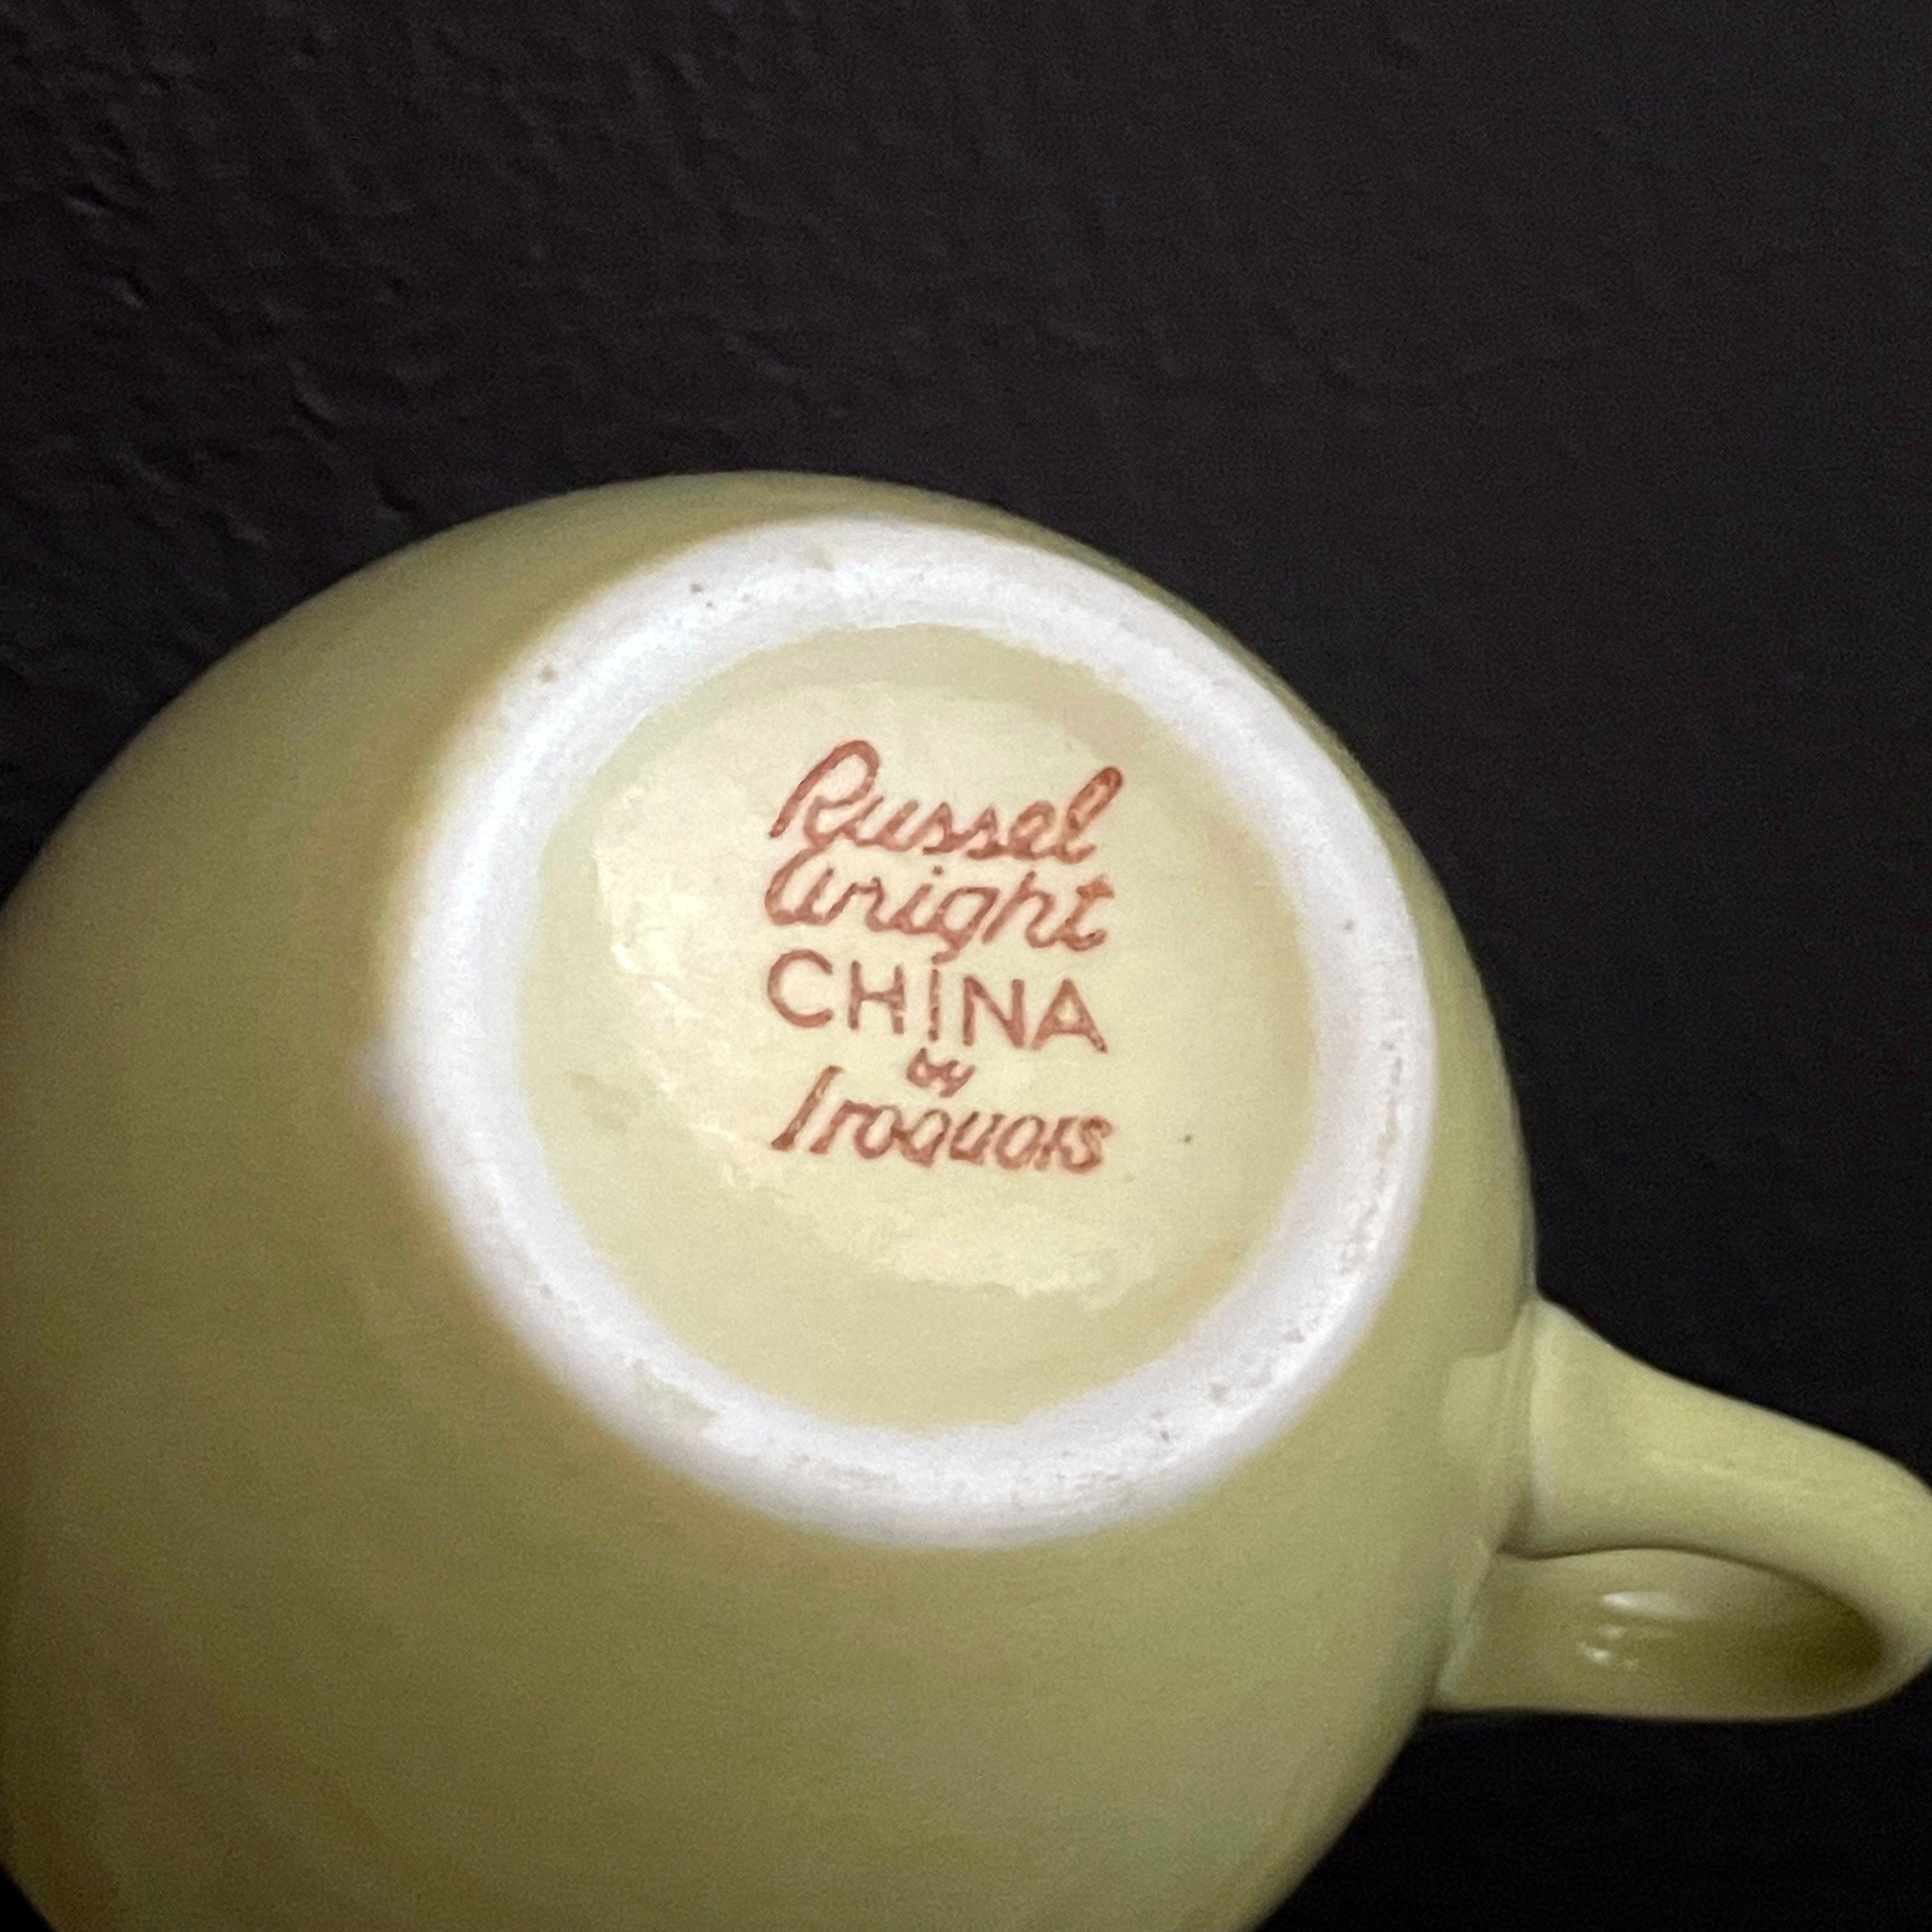 Russel
Wright
CHINA
by
Iroquois